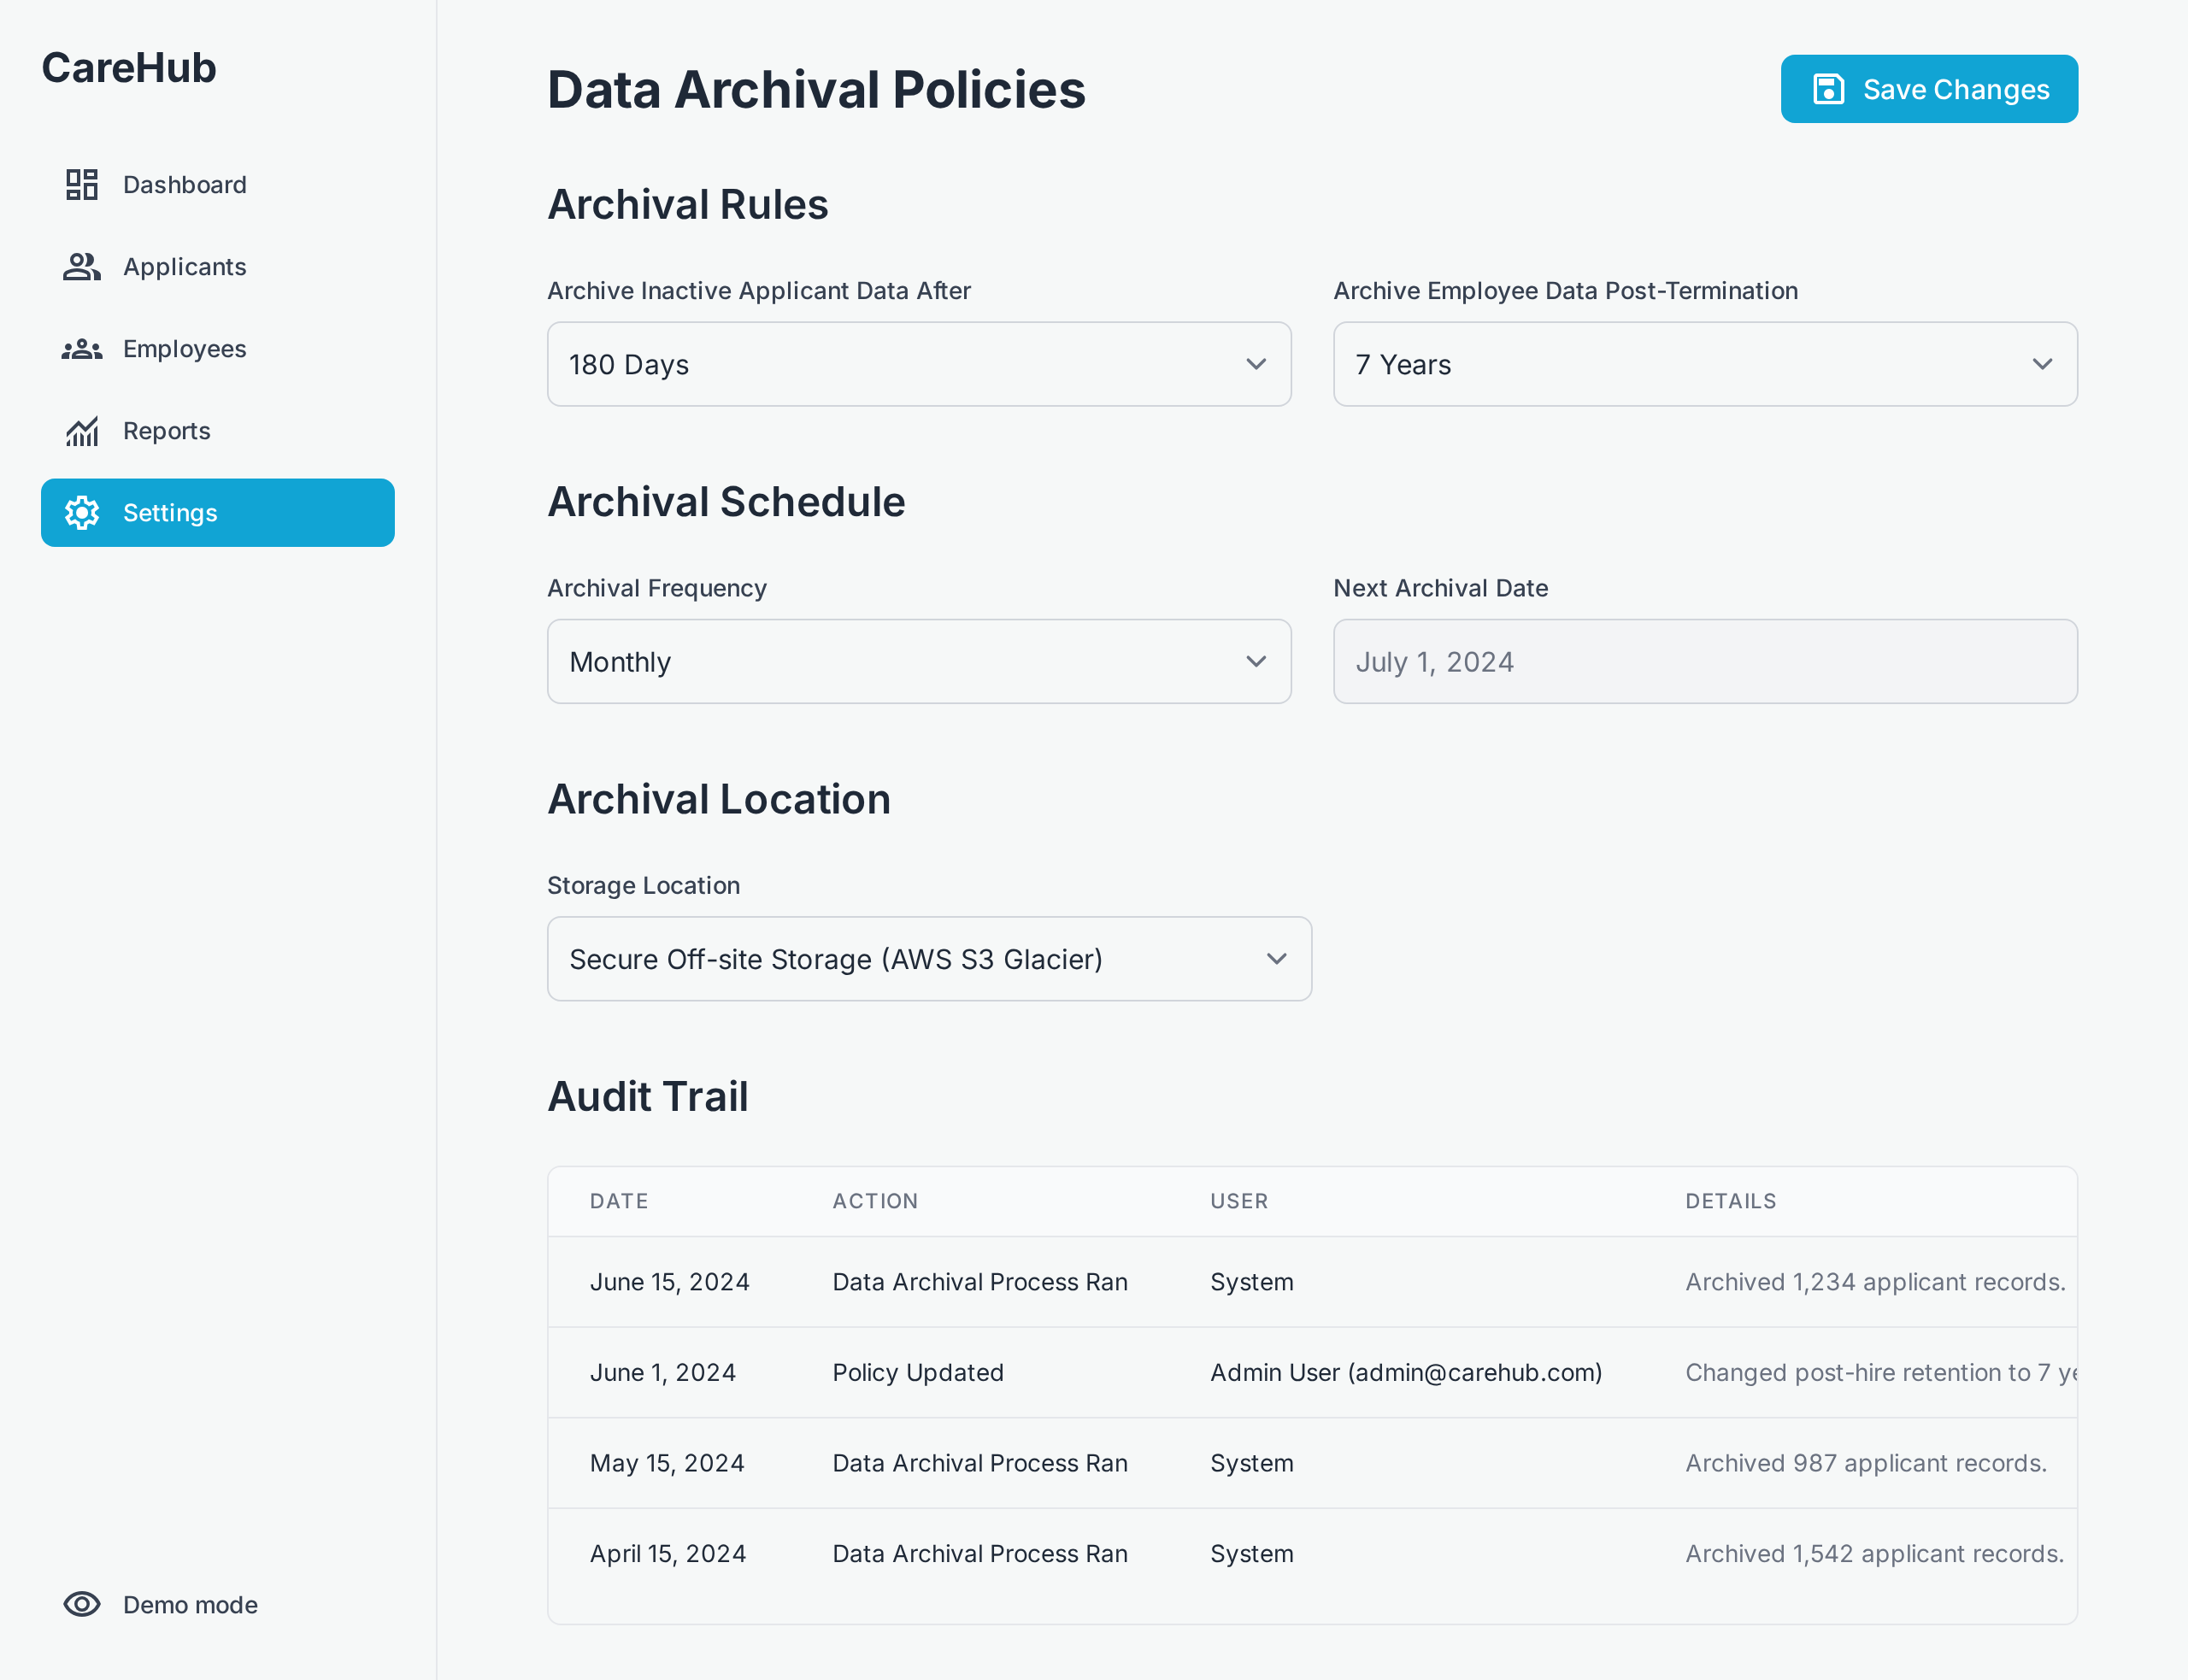 CareHub
Dashboard
Applicants
Employees
Reports
Settings
Demo mode
Data Archival Policies
Save Changes
Archival Rules
Archive Inactive Applicant Data After
180 Days
Archive Employee Data Post-Termination
7 Years
Archival Schedule
Archival Frequency
Monthly
Next Archival Date
July 1, 2024
Archival Location
Storage Location
Secure Off-site Storage (AWS S3 Glacier)
Audit Trail
DATE ACTION USER DETAILS
June 15, 2024 Data Archival Process Ran System Archived 1,234 applicant records.
June 1, 2024 Policy Updated Admin User (admin@carehub.com) Changed post-hire retention to 7
May 15, 2024 Data Archival Process Ran System Archived 987 applicant records.
April 15, 2024 Data Archival Process Ran System Archived 1,542 applicant records.